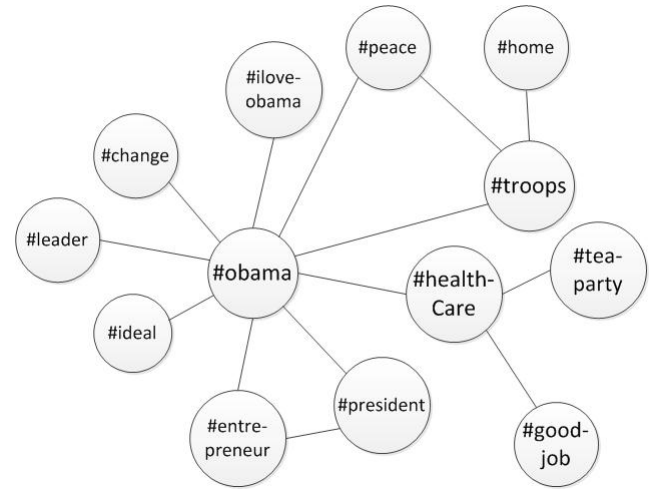 #peace
#home
#ilove-
obama
#change
#troops
#leader
#obama
#health-
Care
#tea-
party
#ideal
#president
#entre-
preneur
#good-
job